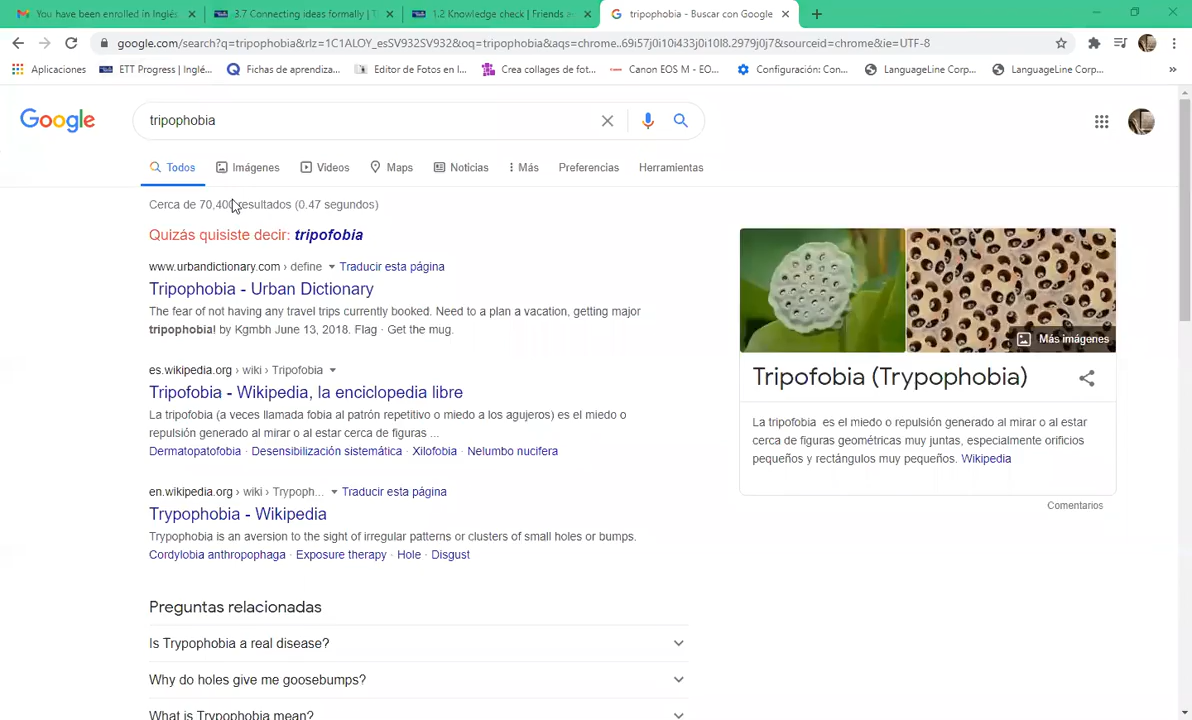 You have been enrolled in Inglés
3.7 Connecting ideas formally | T
1.2 Knowledge check | Friends a
tripophobia - Buscar con Google
google.com/search?q=tripophobia&rlz=1C1ALOY_esSV932SV932&oq=tripophobia&aqs=chrome..69i57j0i10i433j0i10l8.2979j0j7&sourceid=chrome&ie=UTF-8
Aplicaciones
ETT Progress | Inglé...
Fichas de aprendiza...
Editor de Fotos en l...
Crea collages de fot...
Canon EOS M - EO...
Configuración: Con...
LanguageLine Corp...
LanguageLine Corp...
»
Google
tripophobia
Todos
Imágenes
Videos
Maps
Noticias
Más
Preferencias
Herramientas
Cerca de 70,400 resultados (0.47 segundos)
Quizás quisiste decir: tripofobia
www.urbandictionary.com › define Traducir esta página
Tripophobia - Urban Dictionary
The fear of not having any travel trips currently booked. Need to a plan a vacation, getting major
tripophobia! by Kgmbh June 13, 2018. Flag · Get the mug.
es.wikipedia.org › wiki › Tripofobia
Tripofobia - Wikipedia, la enciclopedia libre
La tripofobia (a veces llamada fobia al patrón repetitivo o miedo a los agujeros) es el miedo o
repulsión generado al mirar o al estar cerca de figuras ...
Dermatopatofobia · Desensibilización sistemática · Xilofobia · Nelumbo nucifera
en.wikipedia.org › wiki › Trypoph... Traducir esta página
Trypophobia - Wikipedia
Trypophobia is an aversion to the sight of irregular patterns or clusters of small holes or bumps.
Cordylobia anthropophaga · Exposure therapy · Hole · Disgust
Preguntas relacionadas
Is Trypophobia a real disease?
Why do holes give me goosebumps?
What is Trypophobia mean?
Más imágenes
Tripofobia (Trypophobia)
La tripofobia es el miedo o repulsión generado al mirar o al estar
cerca de figuras geométricas muy juntas, especialmente orificios
pequeños y rectángulos muy pequeños. Wikipedia
Comentarios